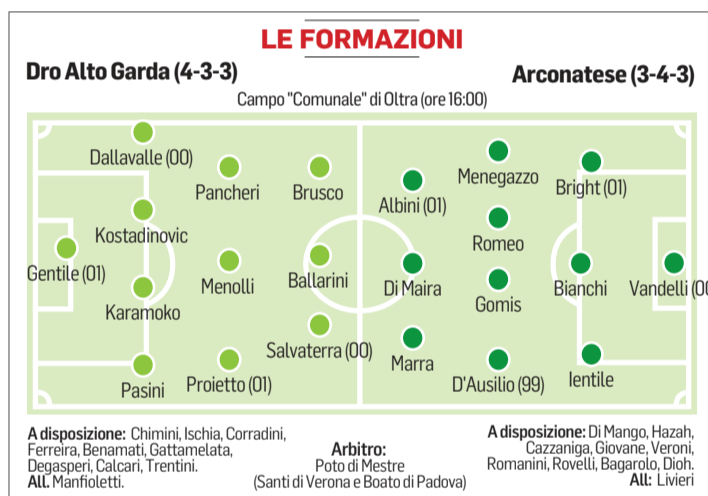 LE FORMAZIONI
Dro Alto Garda (4-3-3)
Arconatese (3-4-3)
Campo "Comunale" di Oltra (ore 16:00)
Dallavalle (00)
Pancheri
Brusco
Kostadinovic
Gentile (01)
Menolli
Ballarini
Karamoko
Salvaterra (00)
Pasini
Proietto (01)
Menegazzo
Bright (01)
Albini (01)
Romeo
Di Maira
Gomis
Bianchi
Vandelli (00
Marra
D'Ausilio (99)
Ientile
A disposizione: Chimini, Ischia, Corradini,
Ferreira, Benamati, Gattamelata,
Degasperi, Calcari, Trentini.
All. Manfioletti.
Arbitro:
Poto di Mestre
(Santi di Verona e Boato di Padova)
A disposizione: Di Mango, Hazah,
Cazzaniga, Giovane, Veroni,
Romanini, Rovelli, Bagarolo, Dioh.
All: Livieri